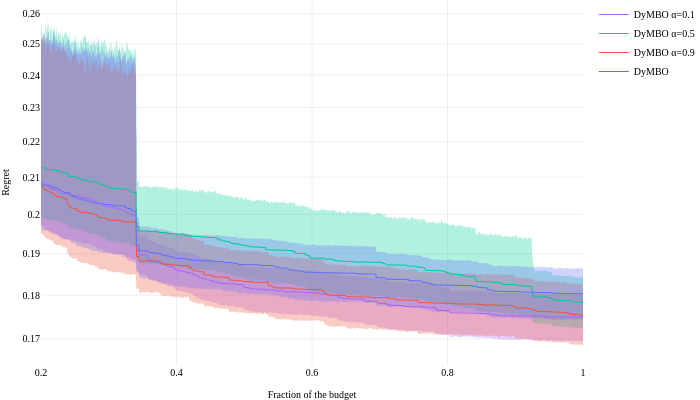 0.26
0.25
0.24
0.23
0.22
0.21
0.2
0.19
0.18
0.17
Regret
0.2
0.4
0.6
0.8
1
Fraction of the budget
DyMBO α=0.1
DyMBO α=0.5
DyMBO α=0.9
DyMBO